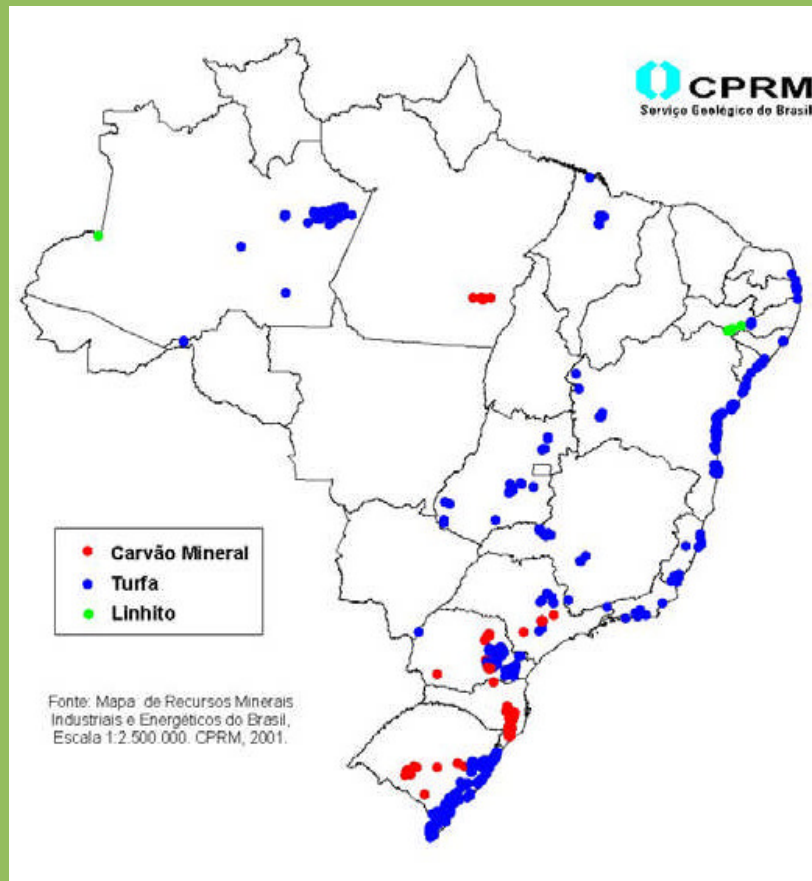 CPRM
Serviço Geológico do Brasil
Carvão Mineral
Turfa
Linhito
Fonte: Mapa de Recursos Minerais
Industriais e Energéticos do Brasil,
Escala 1:2.500.000. CPRM, 2001.